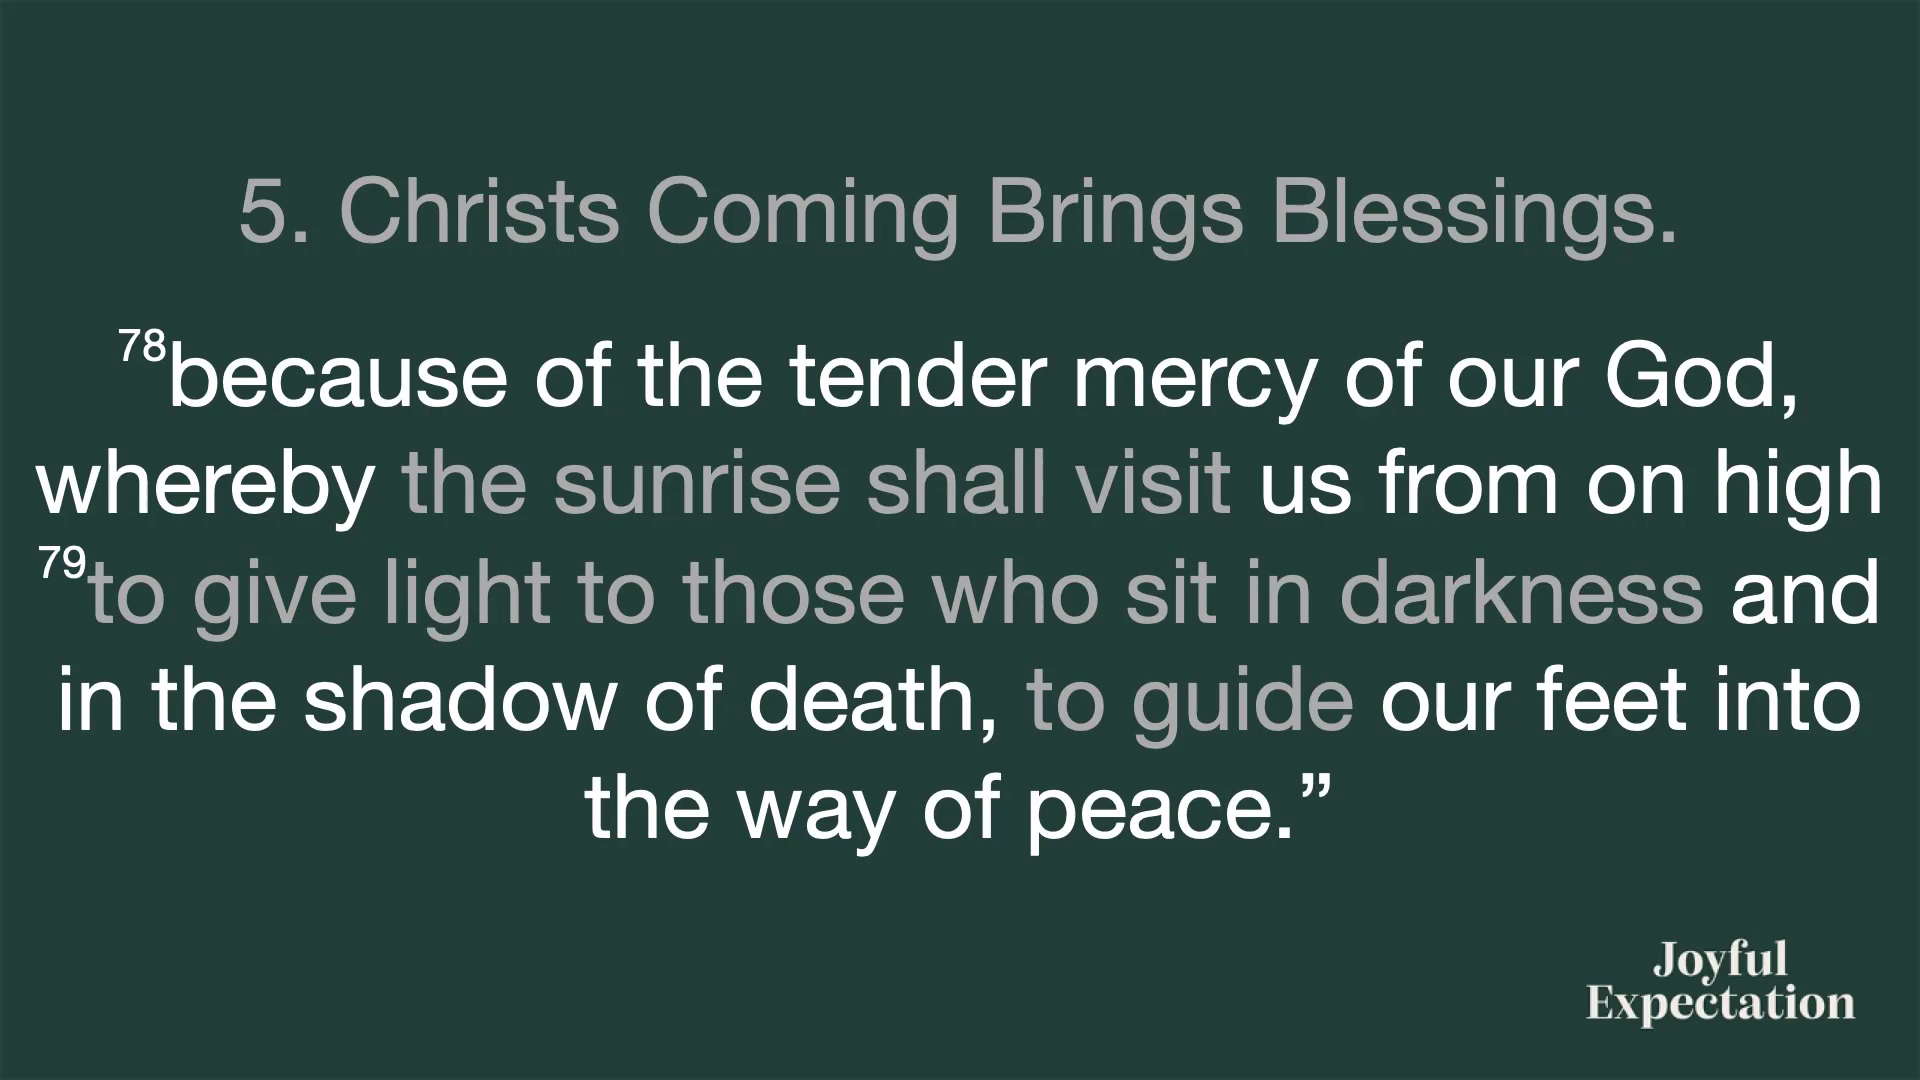 5. Christs Coming Brings Blessings.
78because of the tender mercy of our God,
whereby the sunrise shall visit us from on high
79to give light to those who sit in darkness and
in the shadow of death, to guide our feet into
the way of peace.”
Joyful
Expectation